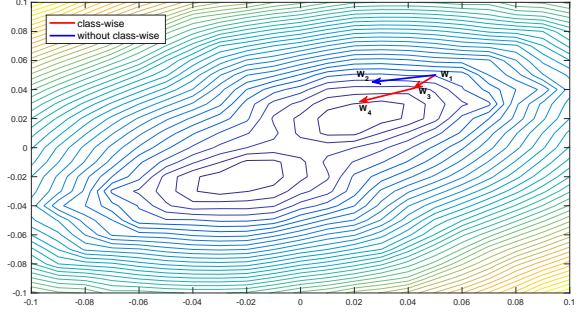 0.1
0.08
0.06
0.04
0.02
0
-0.02
-0.04
-0.06
-0.08
-0.1
class-wise
without class-wise
w₂
w₁
w₃
w₄
-0.1 -0.08 -0.06 -0.04 -0.02 0 0.02 0.04 0.06 0.08 0.1